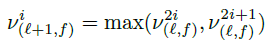 ν^i_{(ℓ+1,f)} = max(ν^{2i}_{(ℓ,f)}, ν^{2i+1}_{(ℓ,f)})